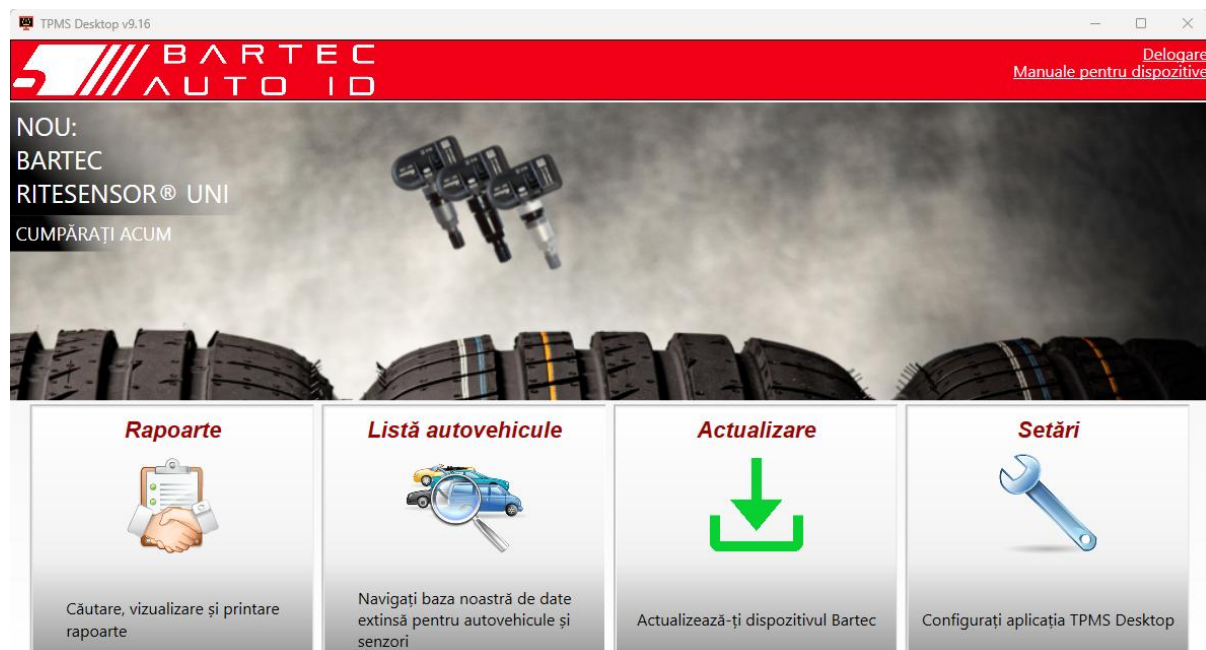 TPMS Desktop v9.16
BARTEC
AUTO ID
Delogare
Manuale pentru dispozitive
NOU:
BARTEC
RITESENSOR® UNI
CUMPĂRAȚI ACUM
Rapoarte
Căutare, vizualizare și printare
rapoarte
Listă autovehicule
Navigați baza noastră de date
extinsă pentru autovehicule și
senzori
Actualizare
Actualizează-ți dispozitivul Bartec
Setări
Configurați aplicația TPMS Desktop